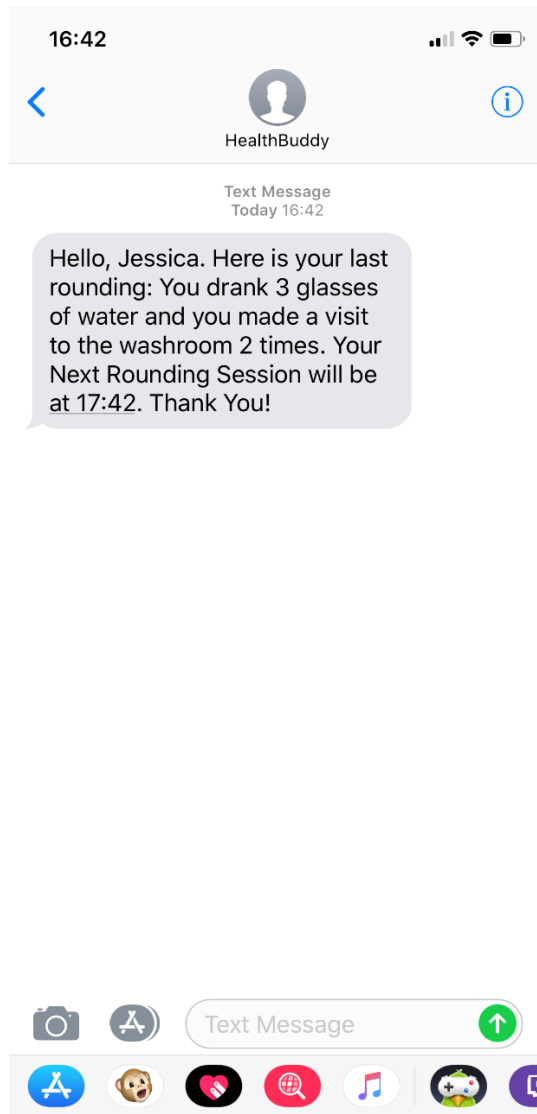 16:42
HealthBuddy
Text Message
Today 16:42
Hello, Jessica. Here is your last
rounding: You drank 3 glasses
of water and you made a visit
to the washroom 2 times. Your
Next Rounding Session will be
at 17:42. Thank You!
Text Message